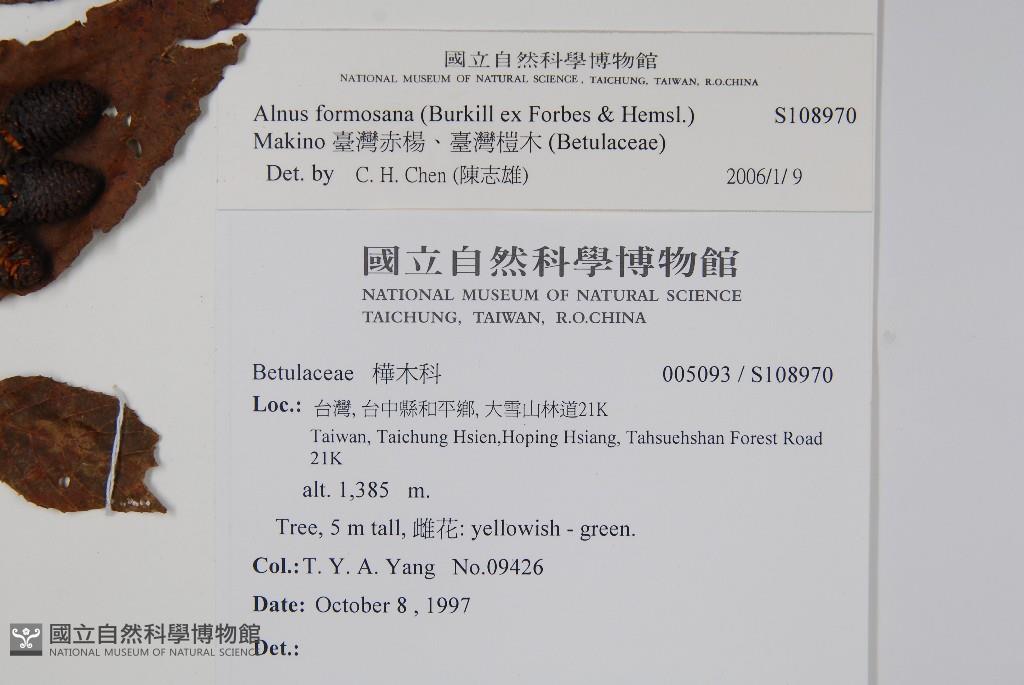 國立自然科學博物館
NATIONAL MUSEUM OF NATURAL SCIENCE, TAICHUNG, TAIWAN, R.O.CHINA
Alnus formosana (Burkill ex Forbes & Hemsl.) S108970
Makino 臺灣赤楊、臺灣榿木 (Betulaceae)
Det. by C. H. Chen (陳志雄) 2006/1/ 9
國立自然科學博物館
NATIONAL MUSEUM OF NATURAL SCIENCE
TAICHUNG, TAIWAN, R.O.CHINA
Betulaceae 樺木科 005093 / S108970
Loc.: 台灣, 台中縣和平鄉, 大雪山林道21K
Taiwan, Taichung Hsien,Hoping Hsiang, Tahsuehshan Forest Road
21K
alt. 1,385 m.
Tree, 5 m tall, 雌花: yellowish - green.
Col.: T. Y. A. Yang No.09426
Date: October 8 , 1997
Det.:
國立自然科學博物館
NATIONAL MUSEUM OF NATURAL SCIENCE